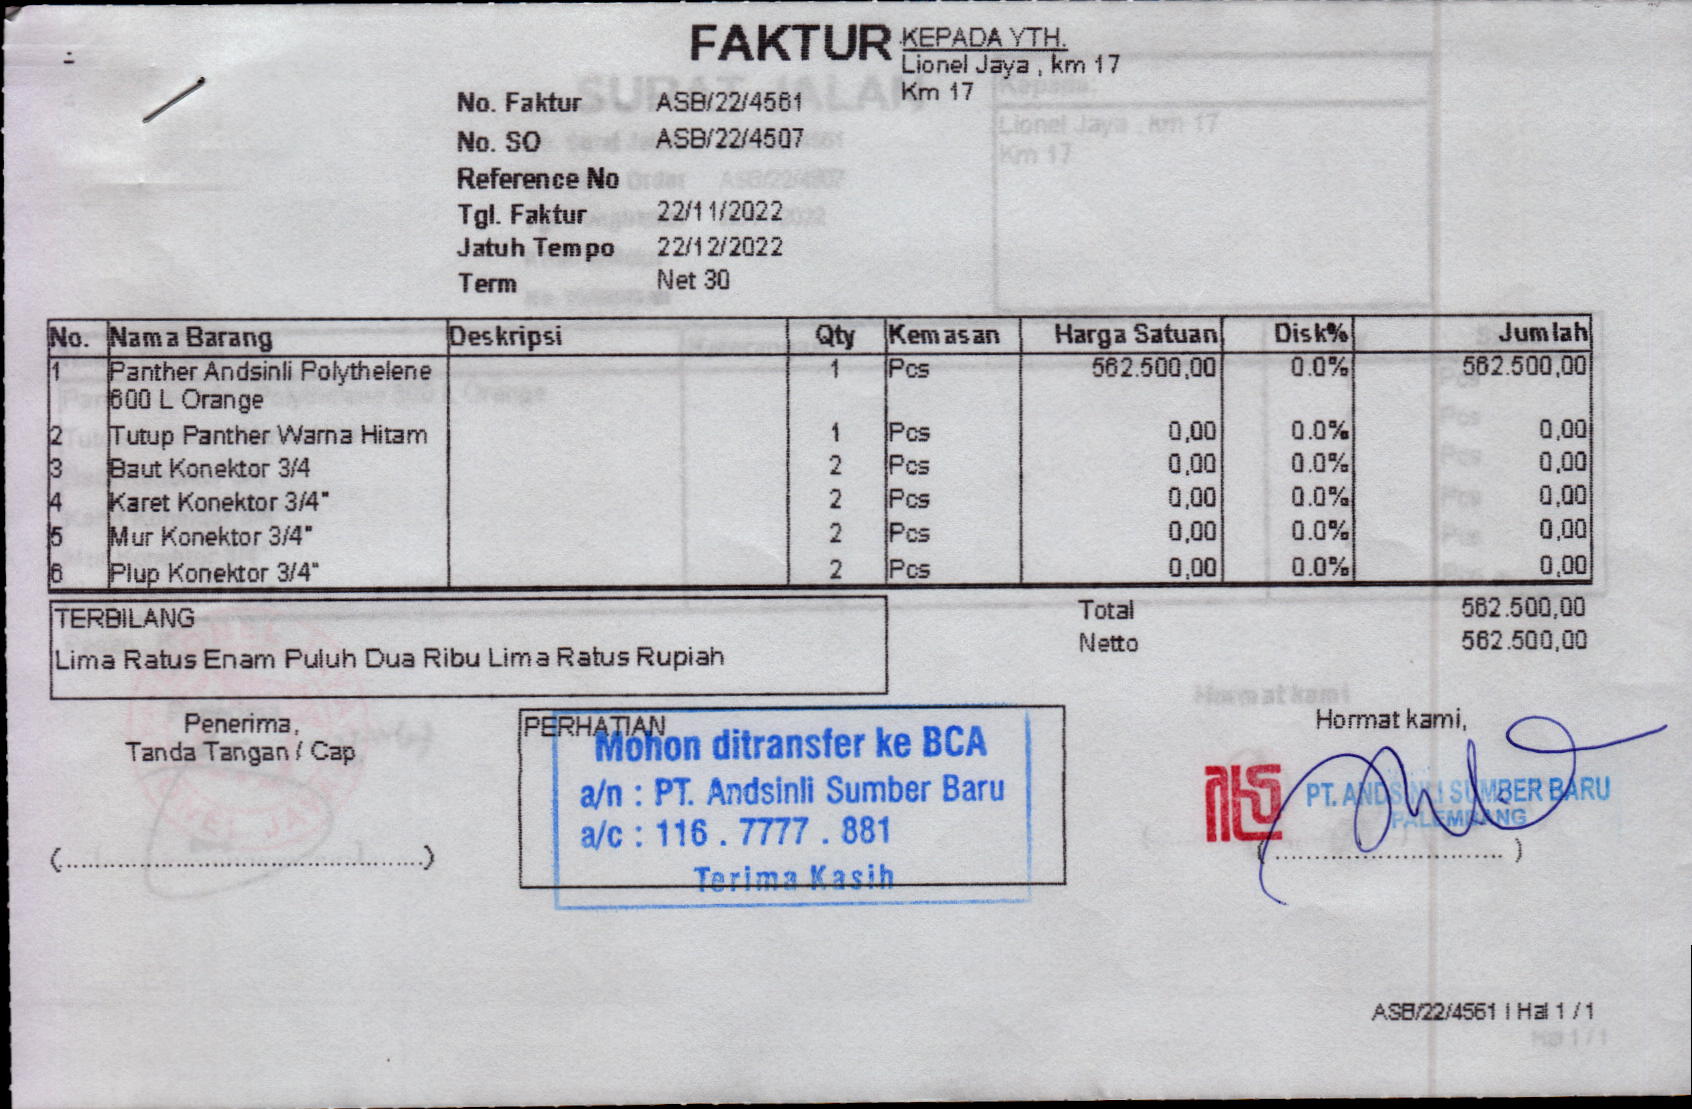 FAKTUR
KEPADA YTH.
Lionel Jaya , km 17
Km 17
No. Faktur ASB/22/4561
No. SO ASB/22/4507
Reference No
Tgl. Faktur 22/11/2022
Jatuh Tempo 22/12/2022
Term Net 30
No. Nama Barang Deskripsi Qty Kemasan Harga Satuan Disk% Jumlah
1 Panther Andsinli Polythelene 1 Pcs 562.500,00 0.0% 562.500,00
600 L Orange
2 Tutup Panther Warna Hitam 1 Pcs 0,00 0.0% 0,00
3 Baut Konektor 3/4 2 Pcs 0,00 0.0% 0,00
4 Karet Konektor 3/4" 2 Pcs 0,00 0.0% 0,00
5 Mur Konektor 3/4" 2 Pcs 0,00 0.0% 0,00
6 Plup Konektor 3/4" 2 Pcs 0,00 0.0% 0,00
TERBILANG
Lima Ratus Enam Puluh Dua Ribu Lima Ratus Rupiah
Total 562.500,00
Netto 562.500,00
Penerima,
Tanda Tangan / Cap
(..........................................)
PERHATIAN
Mohon ditransfer ke BCA
a/n : PT. Andsinli Sumber Baru
a/c : 116 . 7777 . 881
Terima Kasih
Hormat kami,
PT. ANDSINLI SUMBER BARU
PALEMBANG
( .............................. )
ASB/22/4561 | Hal 1 / 1